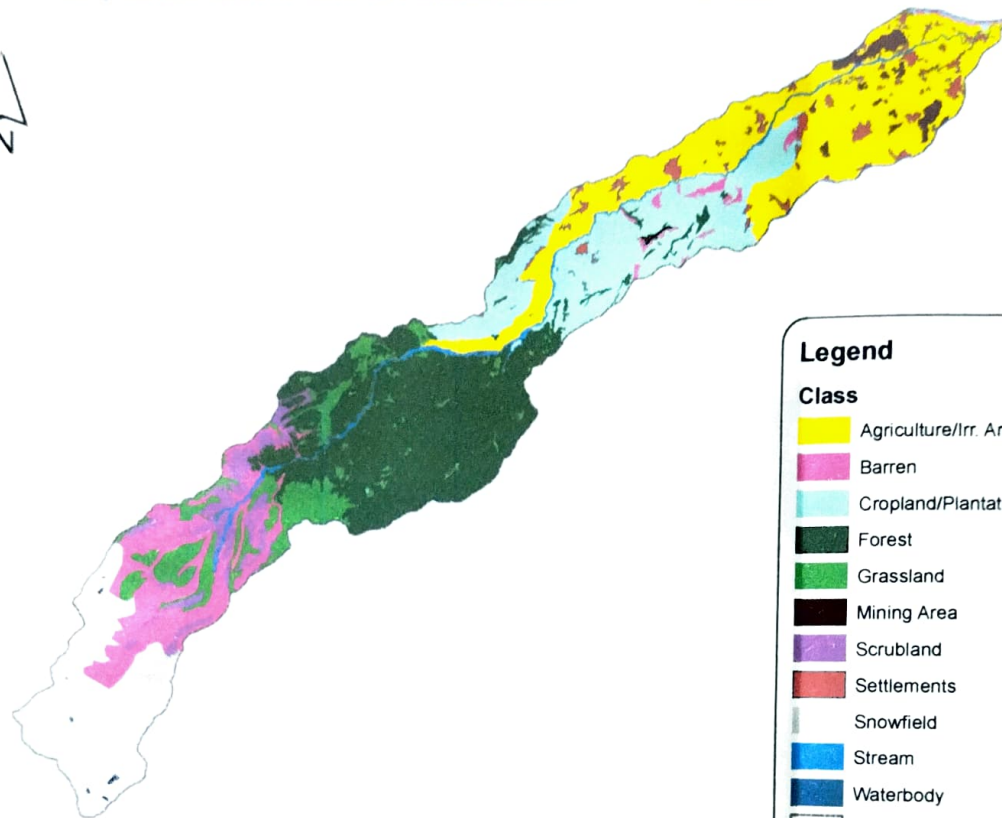 Legend
Class
Agriculture/Irr. Ar
Barren
Cropland/Plantat
Forest
Grassland
Mining Area
Scrubland
Settlements
Snowfield
Stream
Waterbody